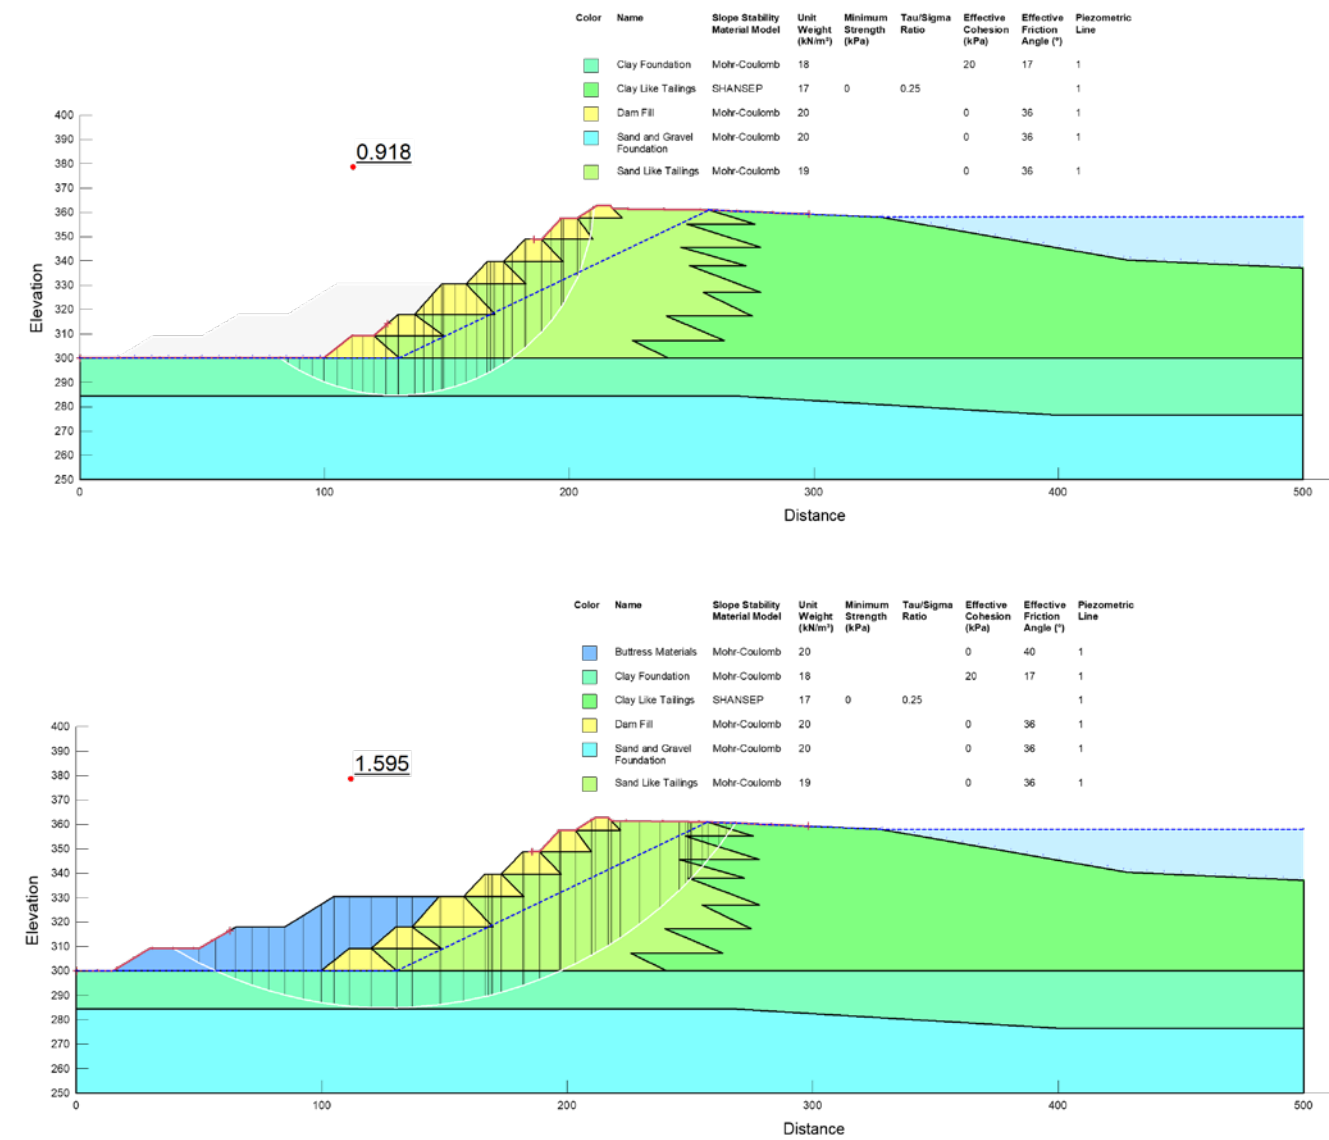 Color Name Slope Stability Unit Minimum Tau/Sigma Effective Effective Piezometric
Material Model Weight Strength Ratio Cohesion Friction Line
(kN/m³) (kPa) (kPa) Angle (°)
Clay Foundation Mohr-Coulomb 18 20 17 1
Clay Like Tailings SHANSEP 17 0 0.25 1
Dam Fill Mohr-Coulomb 20 0 36 1
Sand and Gravel Mohr-Coulomb 20 0 36 1
Foundation
Sand Like Tailings Mohr-Coulomb 19 0 36 1
0.918
Elevation
400
390
380
370
360
350
340
330
320
310
300
290
280
270
260
250
0 100 200 300 400 500
Distance
Color Name Slope Stability Unit Minimum Tau/Sigma Effective Effective Piezometric
Material Model Weight Strength Ratio Cohesion Friction Line
(kN/m³) (kPa) (kPa) Angle (°)
Buttress Materials Mohr-Coulomb 20 0 40 1
Clay Foundation Mohr-Coulomb 18 20 17 1
Clay Like Tailings SHANSEP 17 0 0.25 1
Dam Fill Mohr-Coulomb 20 0 36 1
Sand and Gravel Mohr-Coulomb 20 0 36 1
Foundation
Sand Like Tailings Mohr-Coulomb 19 0 36 1
1.595
Elevation
400
390
380
370
360
350
340
330
320
310
300
290
280
270
260
250
0 100 200 300 400 500
Distance